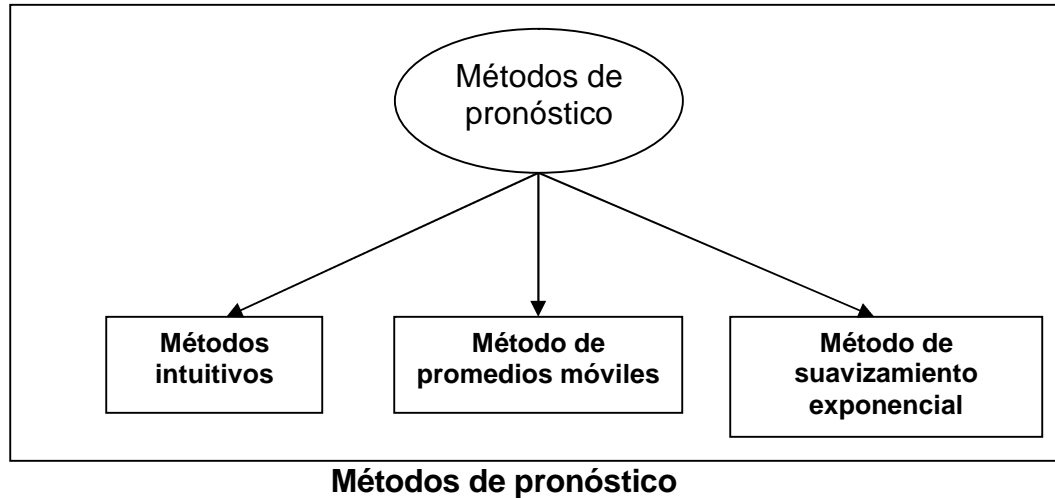 Métodos de
pronóstico
Métodos
intuitivos
Método de
promedios móviles
Método de
suavizamiento
exponencial
Métodos de pronóstico